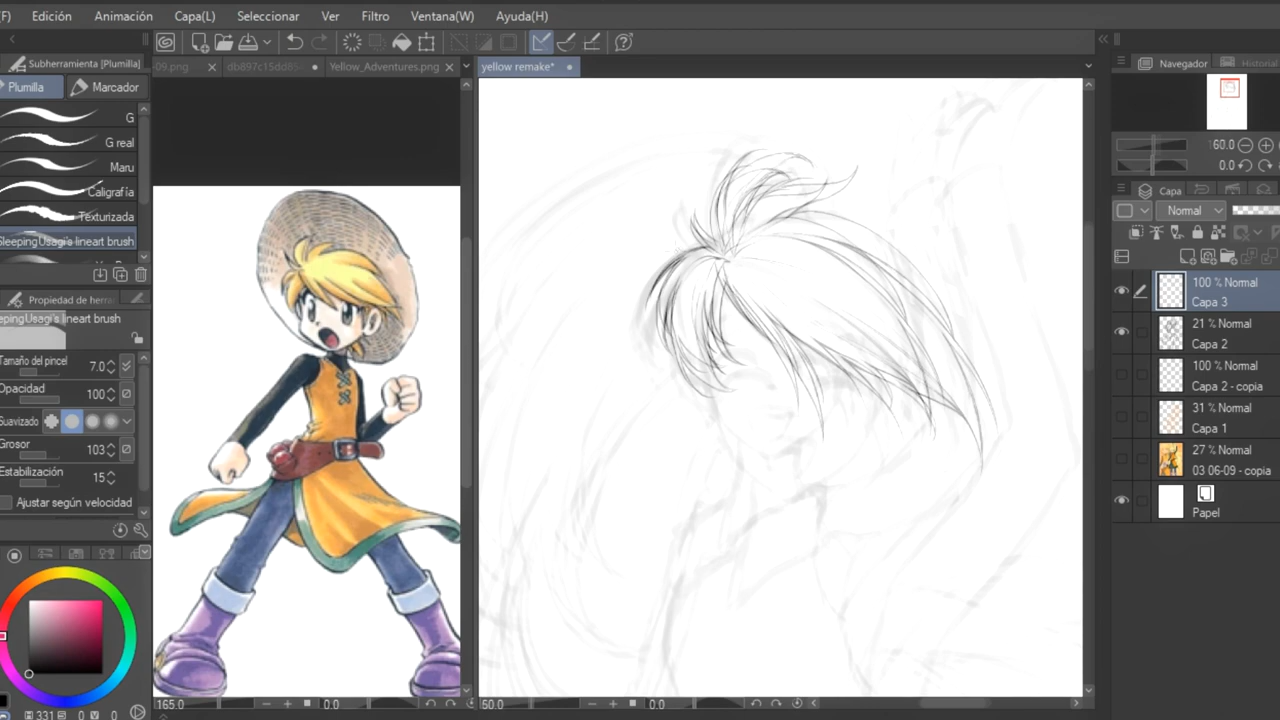 F) Edición Animación Capa(L) Seleccionar Ver Filtro Ventana(W) Ayuda(H)
Subherramienta [Plumilla]
Plumilla Marcador
G
G real
Maru
Caligrafía
Texturizada
SleepingUsagi's lineart brush
Propiedad de herra
epingUsagi's lineart brush
Tamaño del pincel 7.0
Opacidad 100
Suavizado
Grosor 103
Estabilización 15
Ajustar según velocidad
331 S 0 V 0
-09.png Yellow_Adventures.png yellow remake*
165.0 0.0
60.0 0.0
Navegador Historial
60.0
0.0
Capa
Normal
100 % Normal
Capa 3
21 % Normal
Capa 2
100 % Normal
Capa 2 - copia
31 % Normal
Capa 1
27 % Normal
03 06-09 - copia
Papel